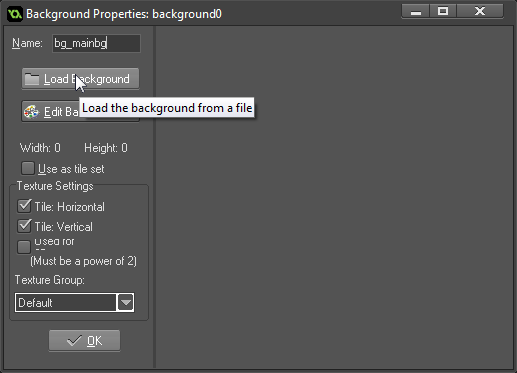 Background Properties: background0
Name: bg_mainbg
Load Background
Load the background from a file
Edit Ba
Width: 0 Height: 0
Use as tile set
Texture Settings
Tile: Horizontal
Tile: Vertical
Used for
(Must be a power of 2)
Texture Group:
Default
OK